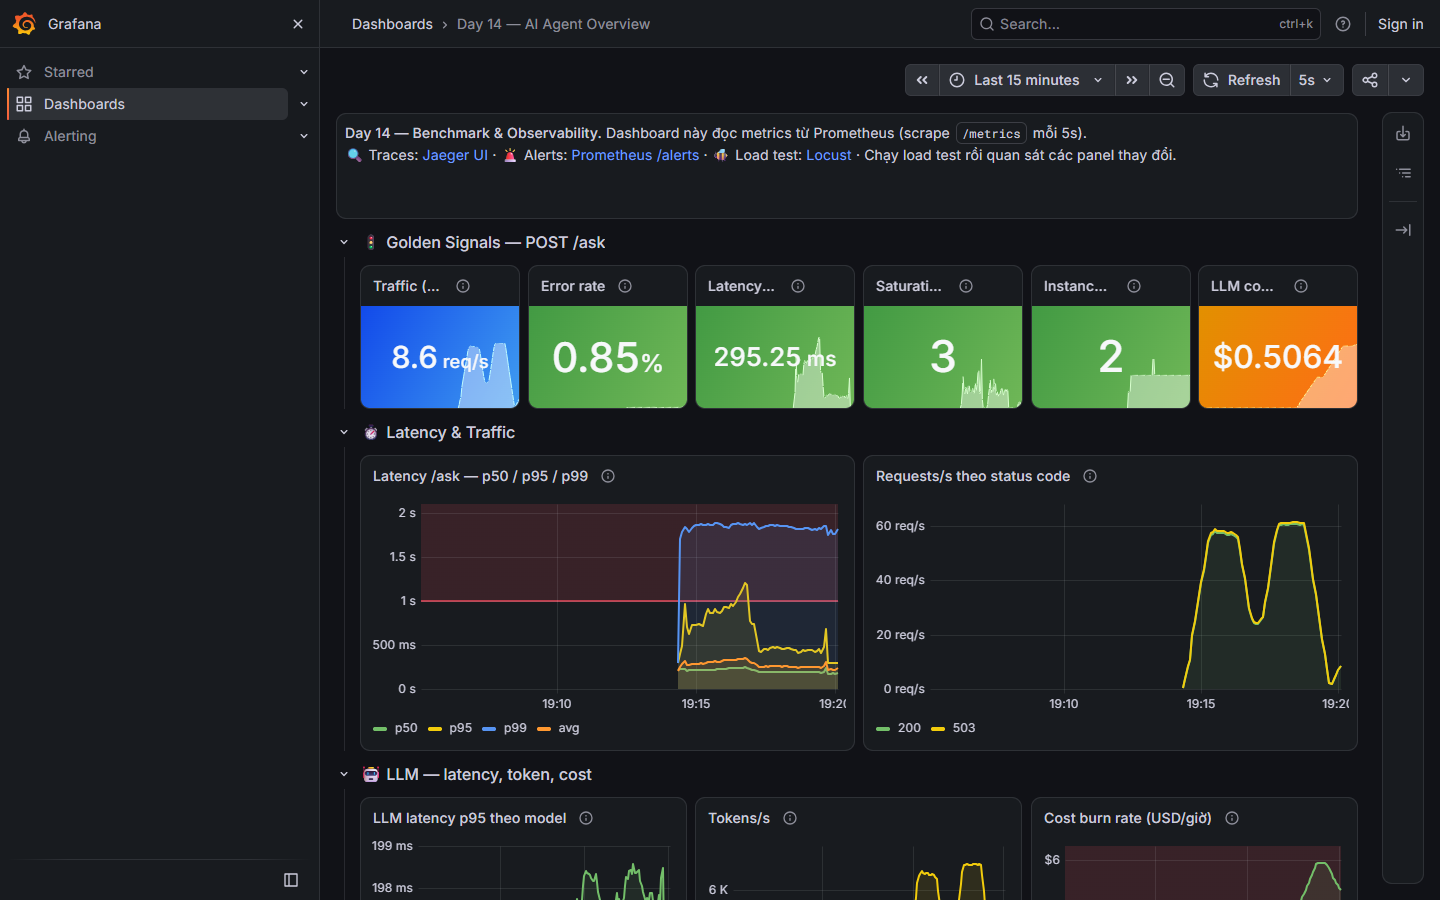 Grafana
Dashboards › Day 14 — AI Agent Overview
Search...
ctrl+k
Sign in
Starred
Dashboards
Alerting
Last 15 minutes
Refresh
5s
Day 14 — Benchmark & Observability. Dashboard này đọc metrics từ Prometheus (scrape /metrics mỗi 5s).
Traces: Jaeger UI · Alerts: Prometheus /alerts · Load test: Locust · Chạy load test rồi quan sát các panel thay đổi.
Golden Signals — POST /ask
Traffic (...
Error rate
Latency...
Saturati...
Instanc...
LLM co...
8.6 req/s
0.85%
295.25 ms
3
2
$0.5064
Latency & Traffic
Latency /ask — p50 / p95 / p99
2 s
1.5 s
1 s
500 ms
0 s
19:10
19:15
19:20
p50
p95
p99
avg
Requests/s theo status code
60 req/s
40 req/s
20 req/s
0 req/s
19:10
19:15
19:20
200
503
LLM — latency, token, cost
LLM latency p95 theo model
199 ms
198 ms
Tokens/s
6 K
Cost burn rate (USD/giờ)
$6